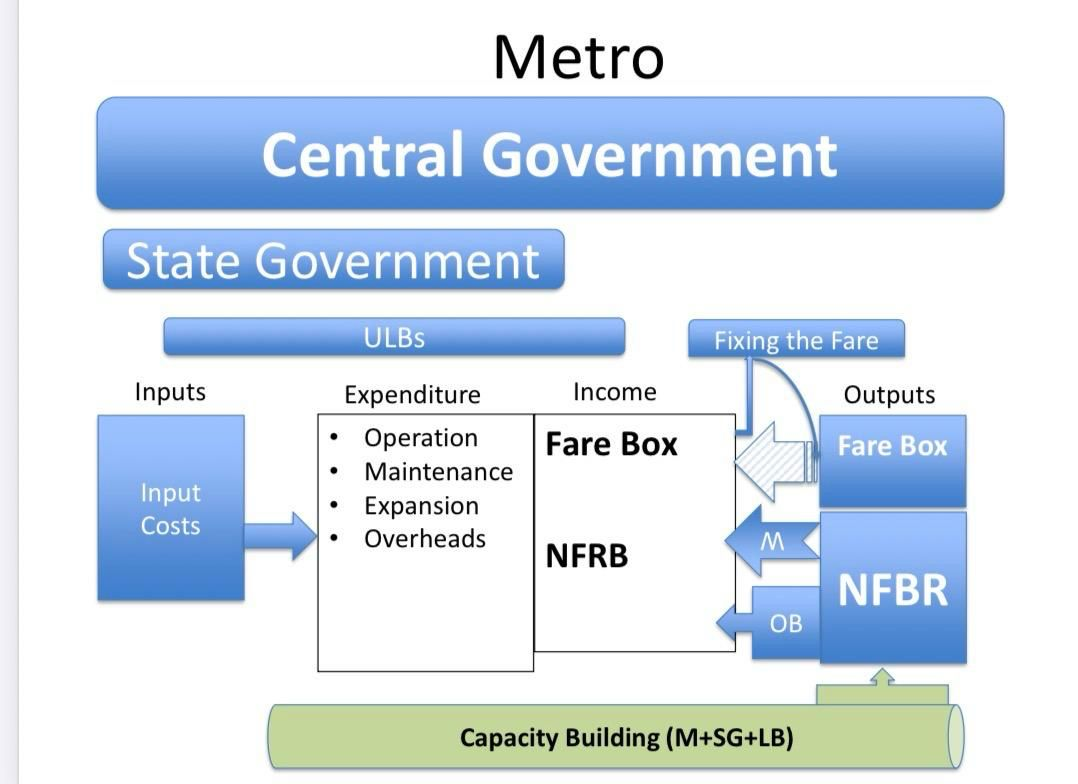 Metro
Central Government
State Government
ULBs
Fixing the Fare
Inputs
Expenditure
Income
Outputs
Input
Costs
• Operation
• Maintenance
• Expansion
• Overheads
Fare Box
NFRB
Fare Box
M
NFBR
OB
Capacity Building (M+SG+LB)